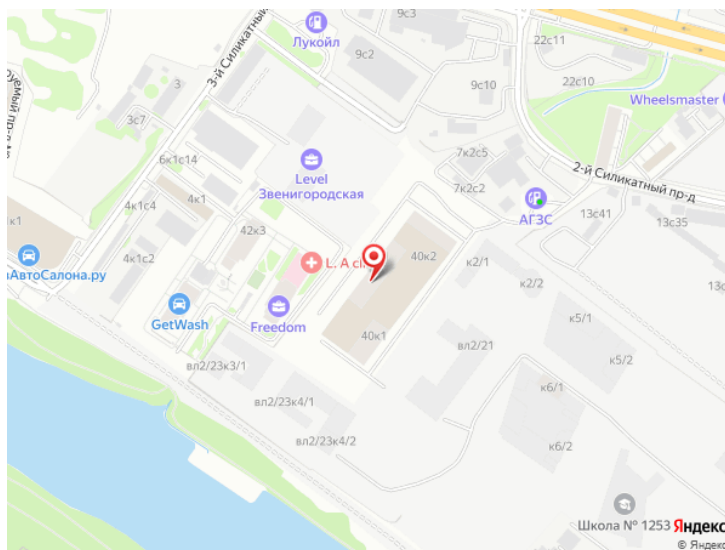 9с3
22с11
Лукойл
9с2
3-й Силикатный
22с10
3
9с10
Wheelsmaster
3с7
7к2с5
6к1с14
Level
Звенигородская
2-й Силикатный пр-д
7к2с2
4к1
АГЗС
13с41
4к1с4
13с35
к1
42к3
40к2
4к1с2
L. A cl
к2/1
иАвтоСалона.ру
к2/2
13с
GetWash
Freedom
к5/1
40к1
вл2/21
к5/2
вл2/23к3/1
к6/1
вл2/23к4/1
вл2/23к4/2
к6/2
Школа № 1253
Яндекс
© Яндекс